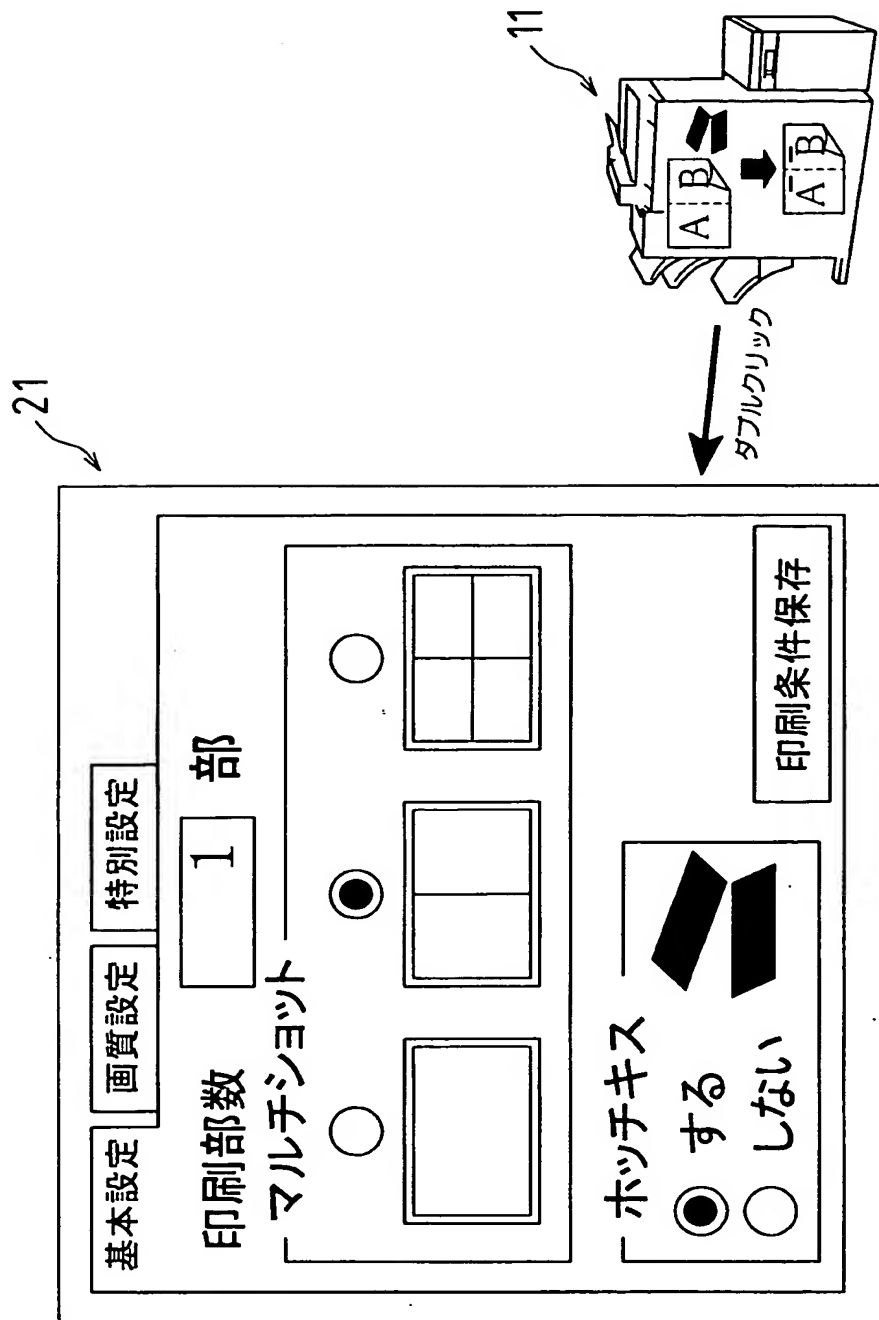 21
基本設定 画質設定 特別設定
印刷部数 1 部
マルチショット
ホッチキス
する
しない
印刷条件保存
ダブルクリック
11
A B
A B